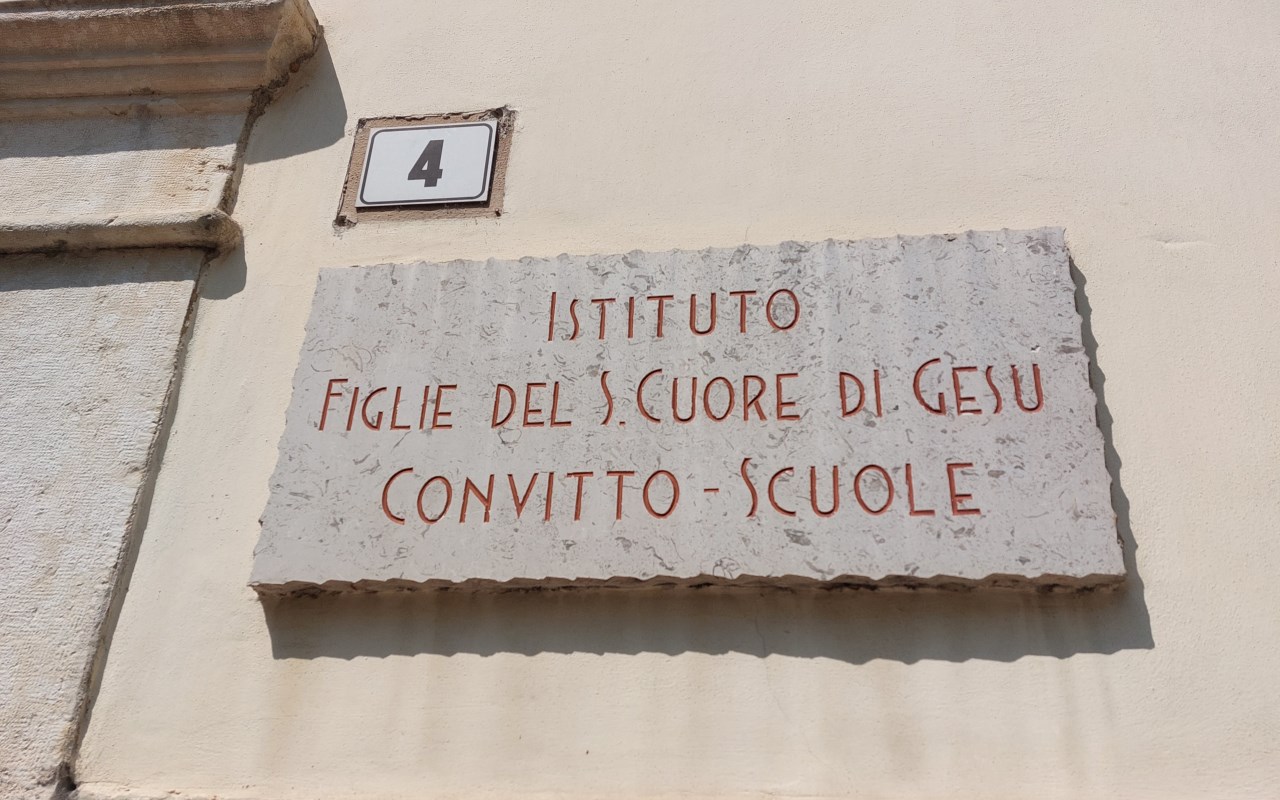 4
ISTITUTO
FIGLIE DEL S. CUORE DI GESU
CONVITTO - SCUOLE